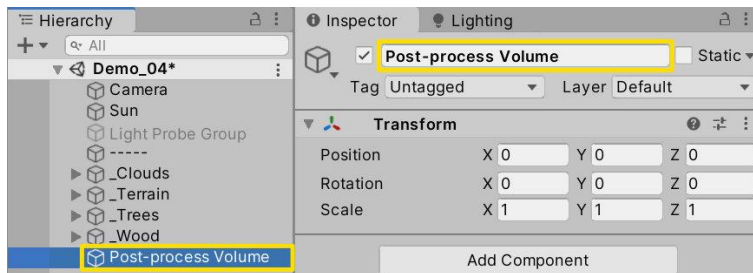 Hierarchy
All
Demo_04*
Camera
Sun
Light Probe Group
-----
_Clouds
_Terrain
_Trees
_Wood
Post-process Volume
Inspector Lighting
Post-process Volume Static
Tag Untagged Layer Default
Transform
Position X 0 Y 0 Z 0
Rotation X 0 Y 0 Z 0
Scale X 1 Y 1 Z 1
Add Component